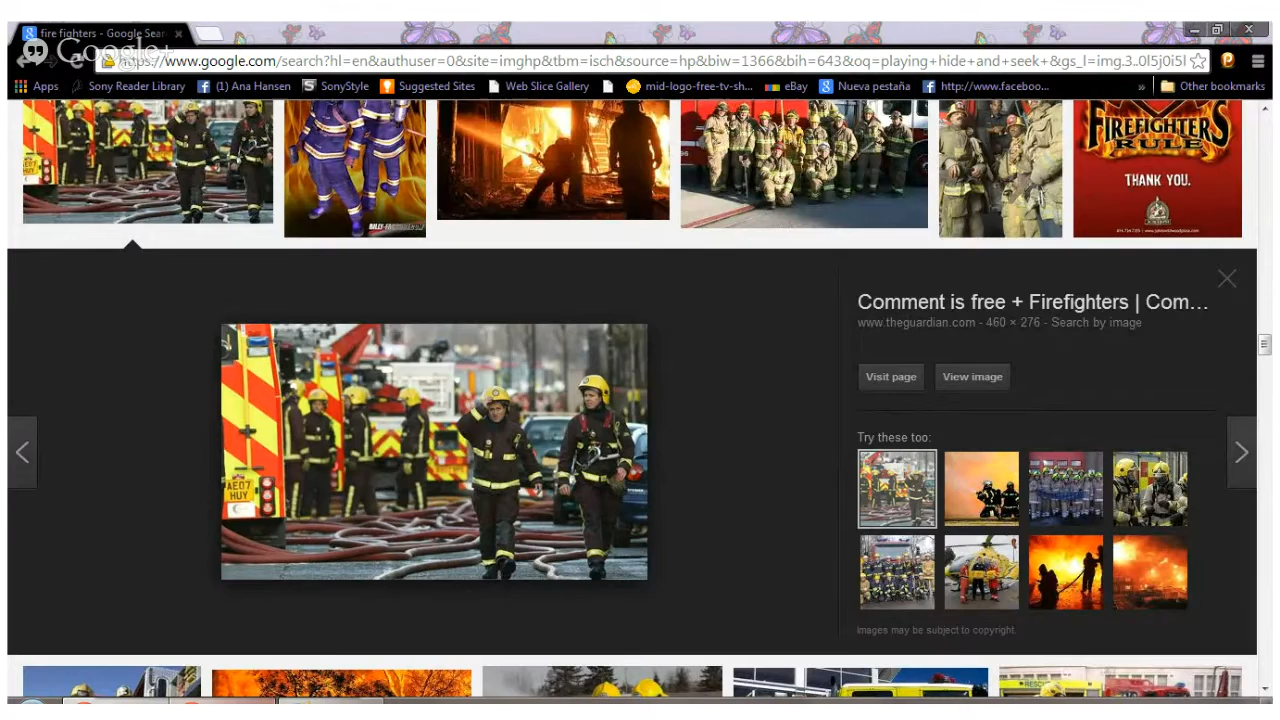 fire fighters - Google Sear
Google+
https://www.google.com/search?hl=en&authuser=0&site=imghp&tbm=isch&source=hp&biw=1366&bih=643&oq=playing+hide+and+seek+&gs_l=img.3..0l5j0i5l
Apps
Sony Reader Library
(1) Ana Hansen
SonyStyle
Suggested Sites
Web Slice Gallery
mid-logo-free-tv-sh...
eBay
Nueva pestaña
http://www.faceboo...
»
Other bookmarks
FIREFIGHTERS
RULE
THANK YOU.
Comment is free + Firefighters | Com...
www.theguardian.com - 460 × 276 - Search by image
Visit page
View image
Try these too:
AE07
HUY
Images may be subject to copyright.
RESCUE